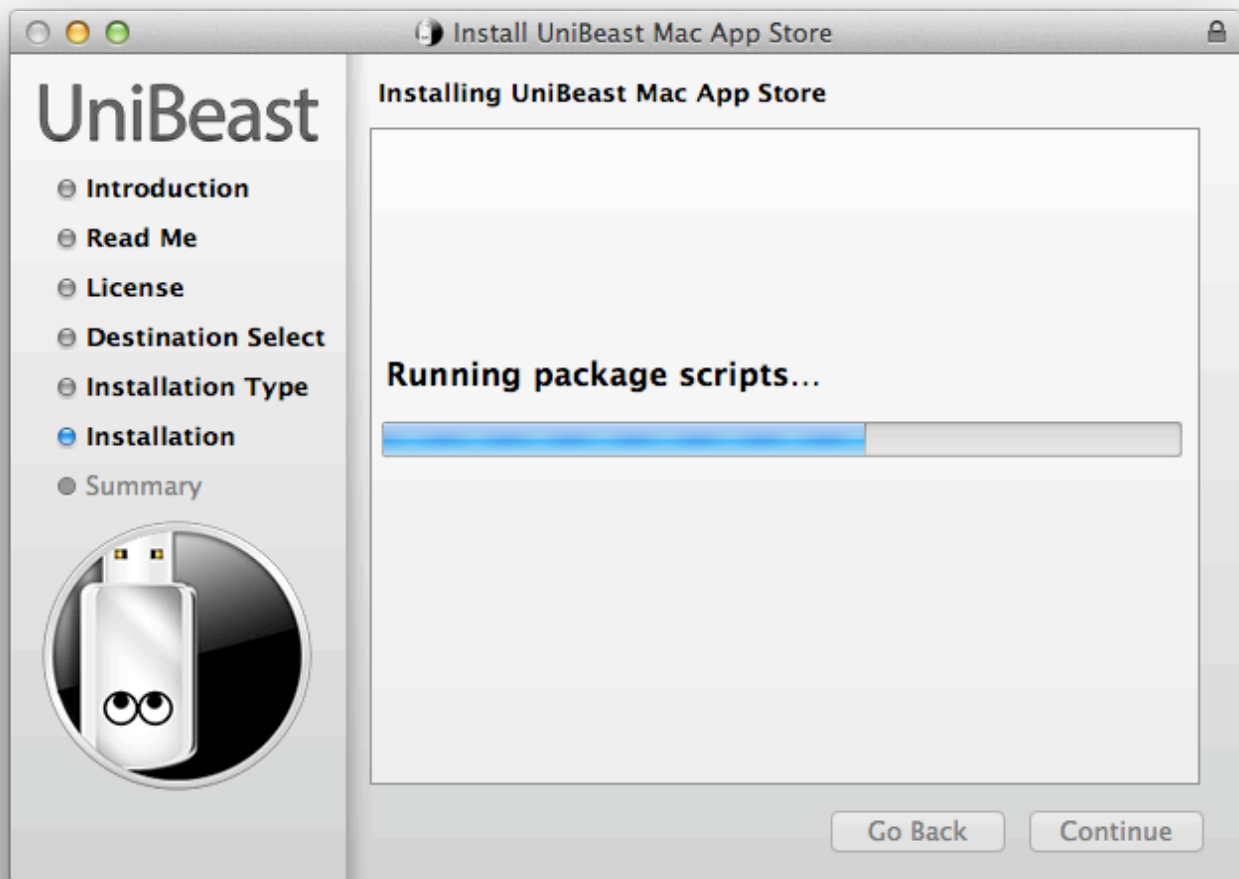 Install UniBeast Mac App Store
UniBeast
Introduction
Read Me
License
Destination Select
Installation Type
Installation
Summary
Installing UniBeast Mac App Store
Running package scripts...
Go Back
Continue